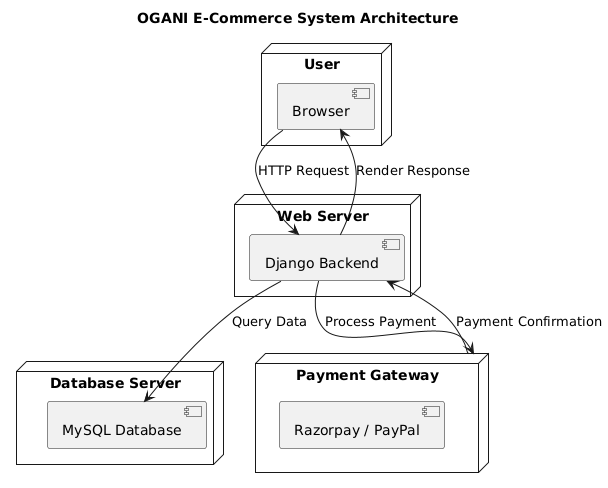 OGANI E-Commerce System Architecture
User
Browser
HTTP Request
Render Response
Web Server
Django Backend
Query Data
Process Payment
Payment Confirmation
Database Server
MySQL Database
Payment Gateway
Razorpay / PayPal